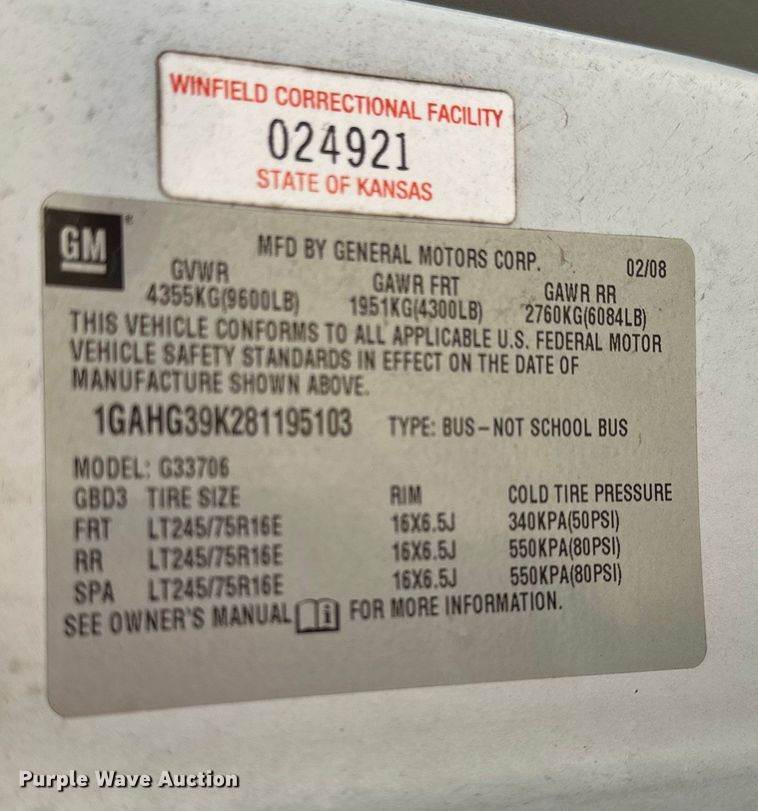 WINFIELD CORRECTIONAL FACILITY
024921
STATE OF KANSAS
GM ®
MFD BY GENERAL MOTORS CORP. 02/08
GVWR GAWR FRT GAWR RR
4355KG(9600LB) 1951KG(4300LB) 2760KG(6084LB)
THIS VEHICLE CONFORMS TO ALL APPLICABLE U.S. FEDERAL MOTOR
VEHICLE SAFETY STANDARDS IN EFFECT ON THE DATE OF
MANUFACTURE SHOWN ABOVE.
1GAHG39K281195103 TYPE: BUS-NOT SCHOOL BUS
MODEL: G33706
GBD3 TIRE SIZE RIM COLD TIRE PRESSURE
FRT LT245/75R16E 16X6.5J 340KPA(50PSI)
RR LT245/75R16E 16X6.5J 550KPA(80PSI)
SPA LT245/75R16E 16X6.5J 550KPA(80PSI)
SEE OWNER'S MANUAL i FOR MORE INFORMATION.
Purple Wave Auction